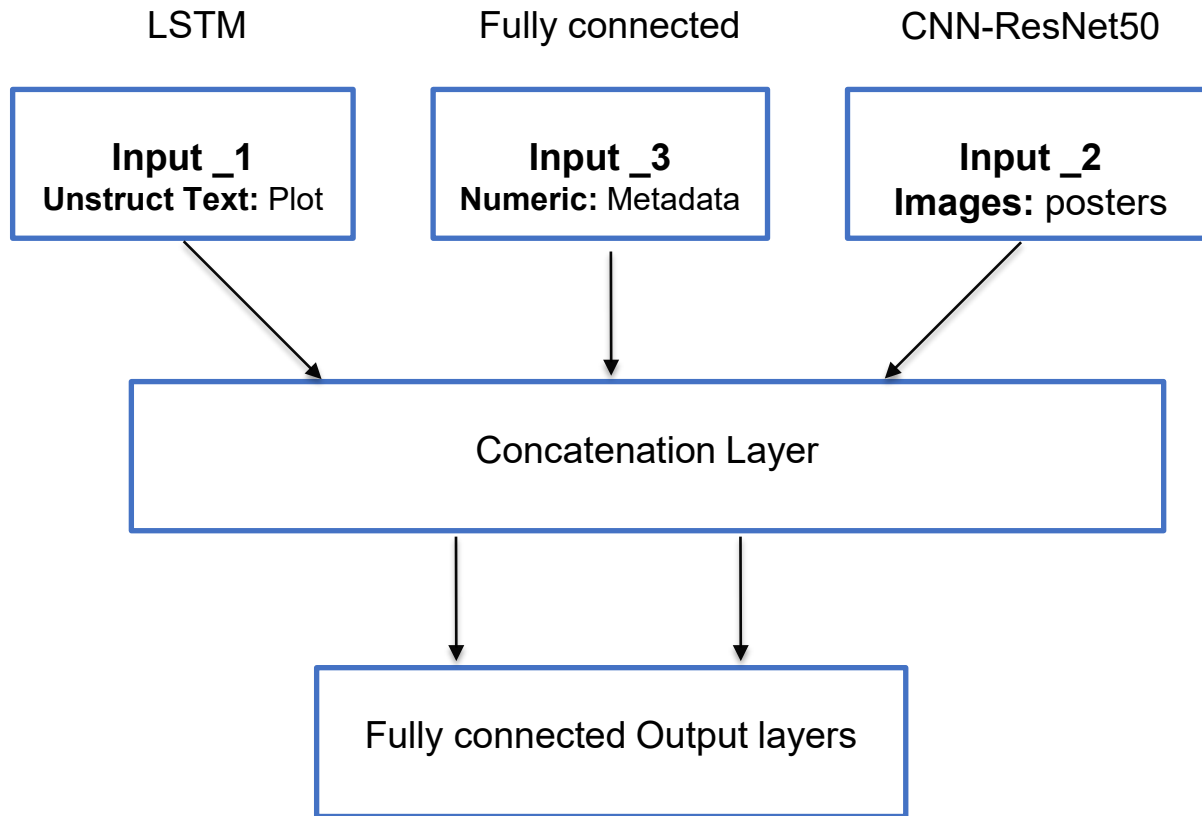 LSTM
Fully connected
CNN-ResNet50
Input _1
Unstruct Text: Plot
Input _3
Numeric: Metadata
Input _2
Images: posters
Concatenation Layer
Fully connected Output layers